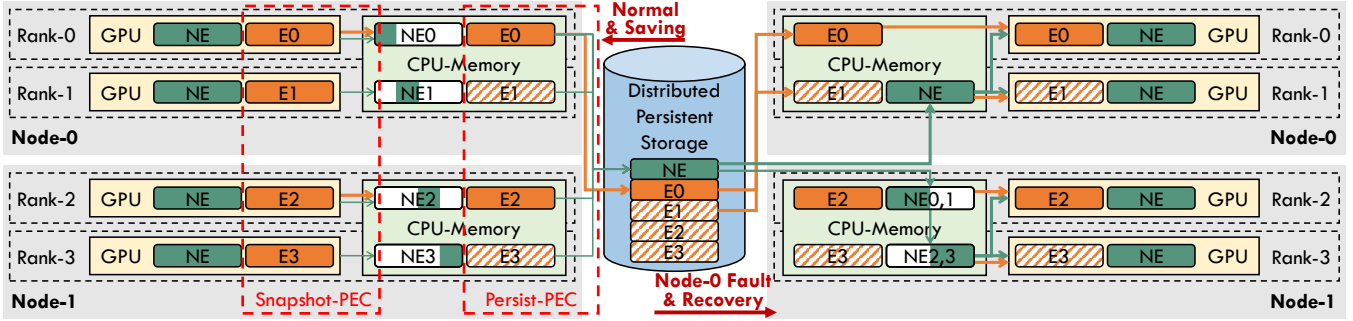 Rank-0 GPU NE E0 NE0 E0
CPU-Memory
Rank-1 GPU NE E1 NE1 E1
Node-0
Rank-2 GPU NE E2 NE2 E2
CPU-Memory
Rank-3 GPU NE E3 NE3 E3
Node-1
Snapshot-PEC
Persist-PEC
Normal
& Saving
Distributed
Persistent
Storage
NE
E0
E1
E2
E3
Node-0 Fault
& Recovery
E0 E0 NE GPU Rank-0
CPU-Memory
E1 NE E1 NE GPU Rank-1
Node-0
E2 NE0,1 E2 NE GPU Rank-2
CPU-Memory
E3 NE2,3 E3 NE GPU Rank-3
Node-1